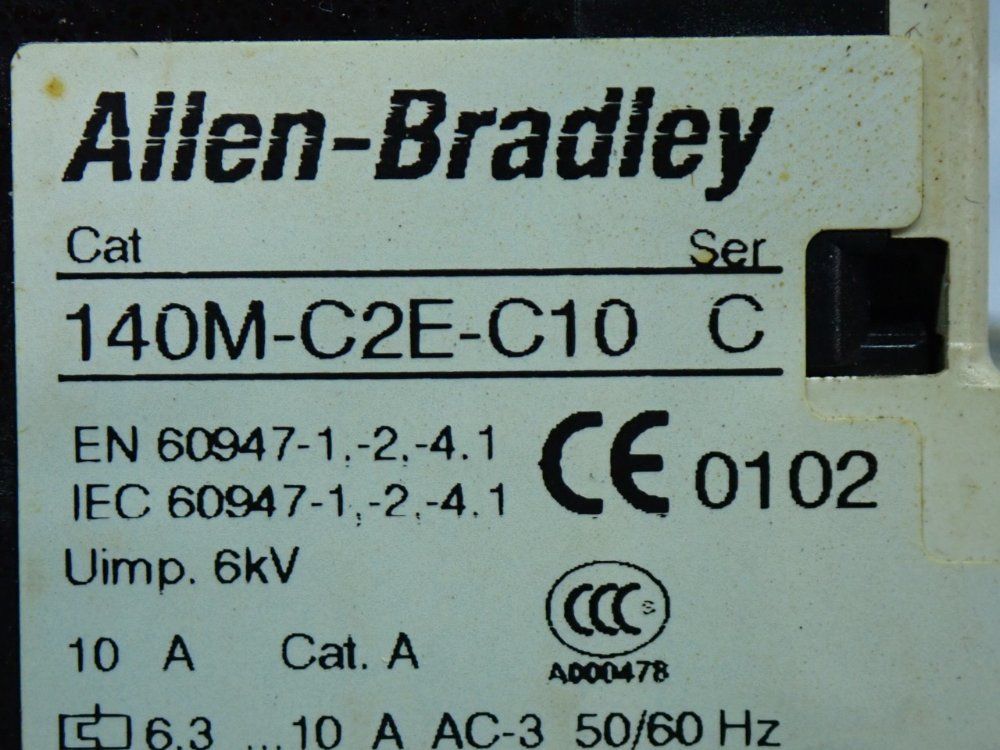 Allen-Bradley
Cat Ser
140M-C2E-C10 C
EN 60947-1,-2,-4.1
IEC 60947-1,-2,-4.1
CE 0102
Uimp. 6kV
CCC S
A000478
10 A Cat. A
6.3 ...10 A AC-3 50/60 Hz